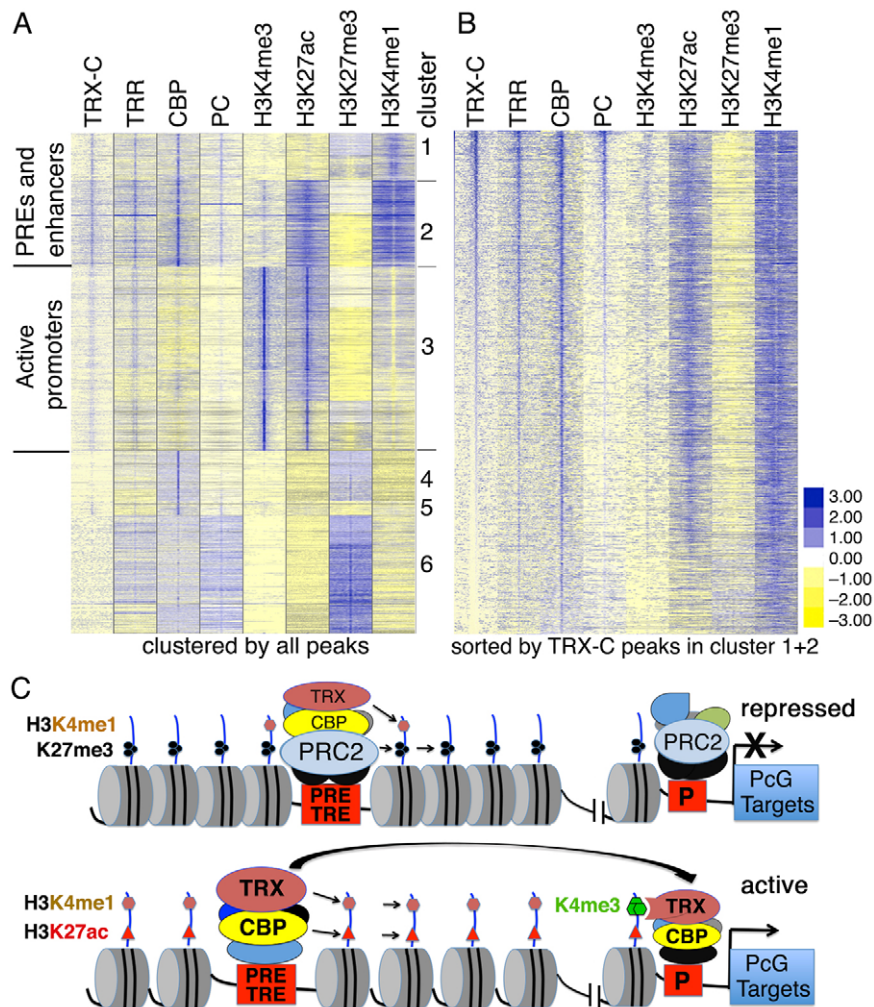 A
B
TRX-C
TRR
CBP
PC
H3K4me3
H3K27ac
H3K27me3
H3K4me1
cluster
TRX-C
TRR
CBP
PC
H3K4me3
H3K27ac
H3K27me3
H3K4me1
PREs and
enhancers
Active
promoters
1
2
3
4
5
6
3.00
2.00
1.00
0.00
−1.00
−2.00
−3.00
clustered by all peaks
sorted by TRX-C peaks in cluster 1+2
C
TRX
CBP
PRC2
PRE
TRE
H3K4me1
K27me3
PRC2
P
repressed
X
PcG
Targets
H3K4me1
H3K27ac
TRX
CBP
PRE
TRE
K4me3
TRX
CBP
P
active
PcG
Targets